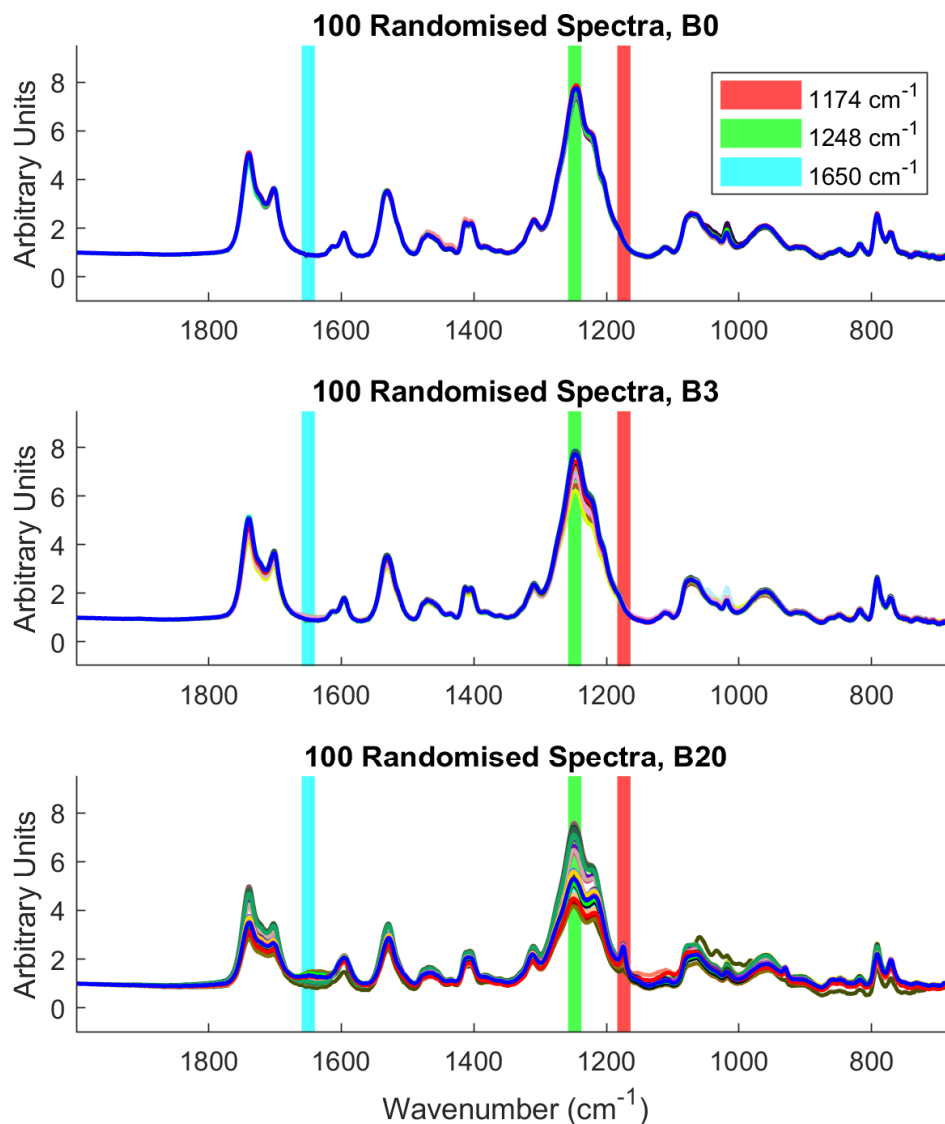 100 Randomised Spectra, B0
Arbitrary Units
8
6
4
2
0
1174 cm⁻¹
1248 cm⁻¹
1650 cm⁻¹
1800 1600 1400 1200 1000 800
100 Randomised Spectra, B3
Arbitrary Units
8
6
4
2
0
1800 1600 1400 1200 1000 800
100 Randomised Spectra, B20
Arbitrary Units
8
6
4
2
0
1800 1600 1400 1200 1000 800
Wavenumber (cm⁻¹)